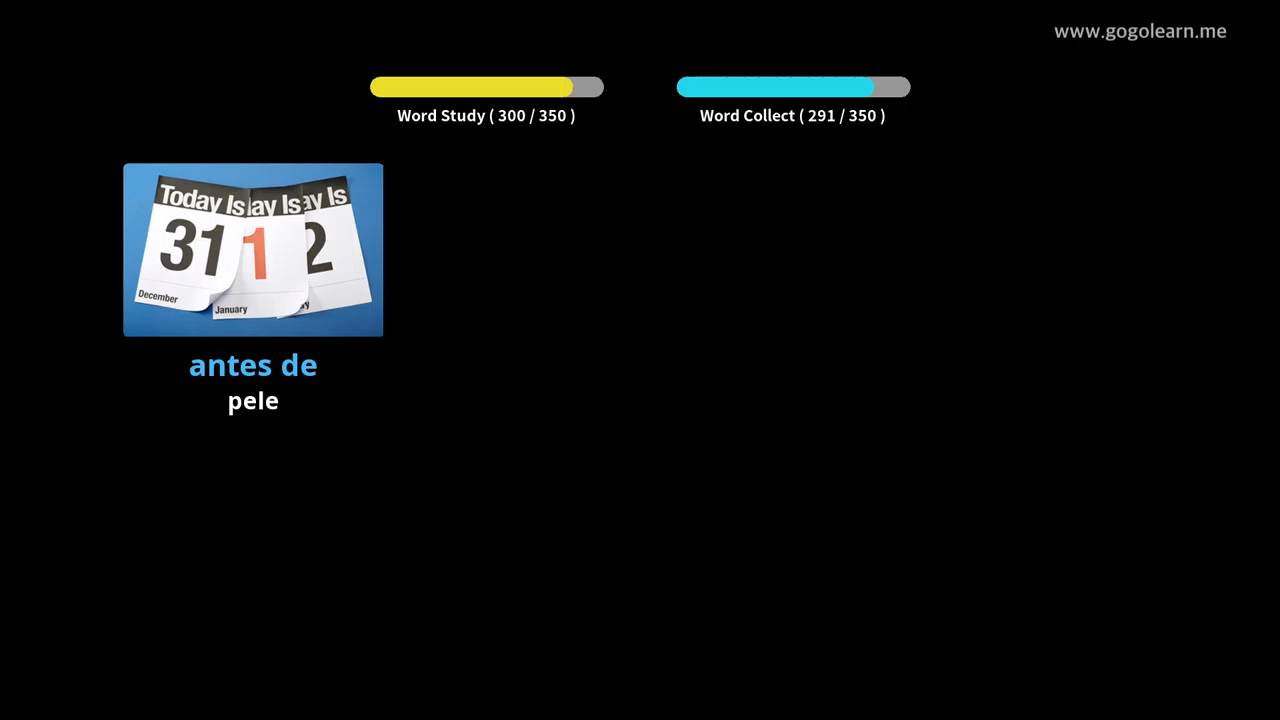 www.gogolearn.me
Word Study ( 300 / 350 )
Word Collect ( 291 / 350 )
Today Is
ay Is
ay Is
31
1
2
December
January
antes de
pele